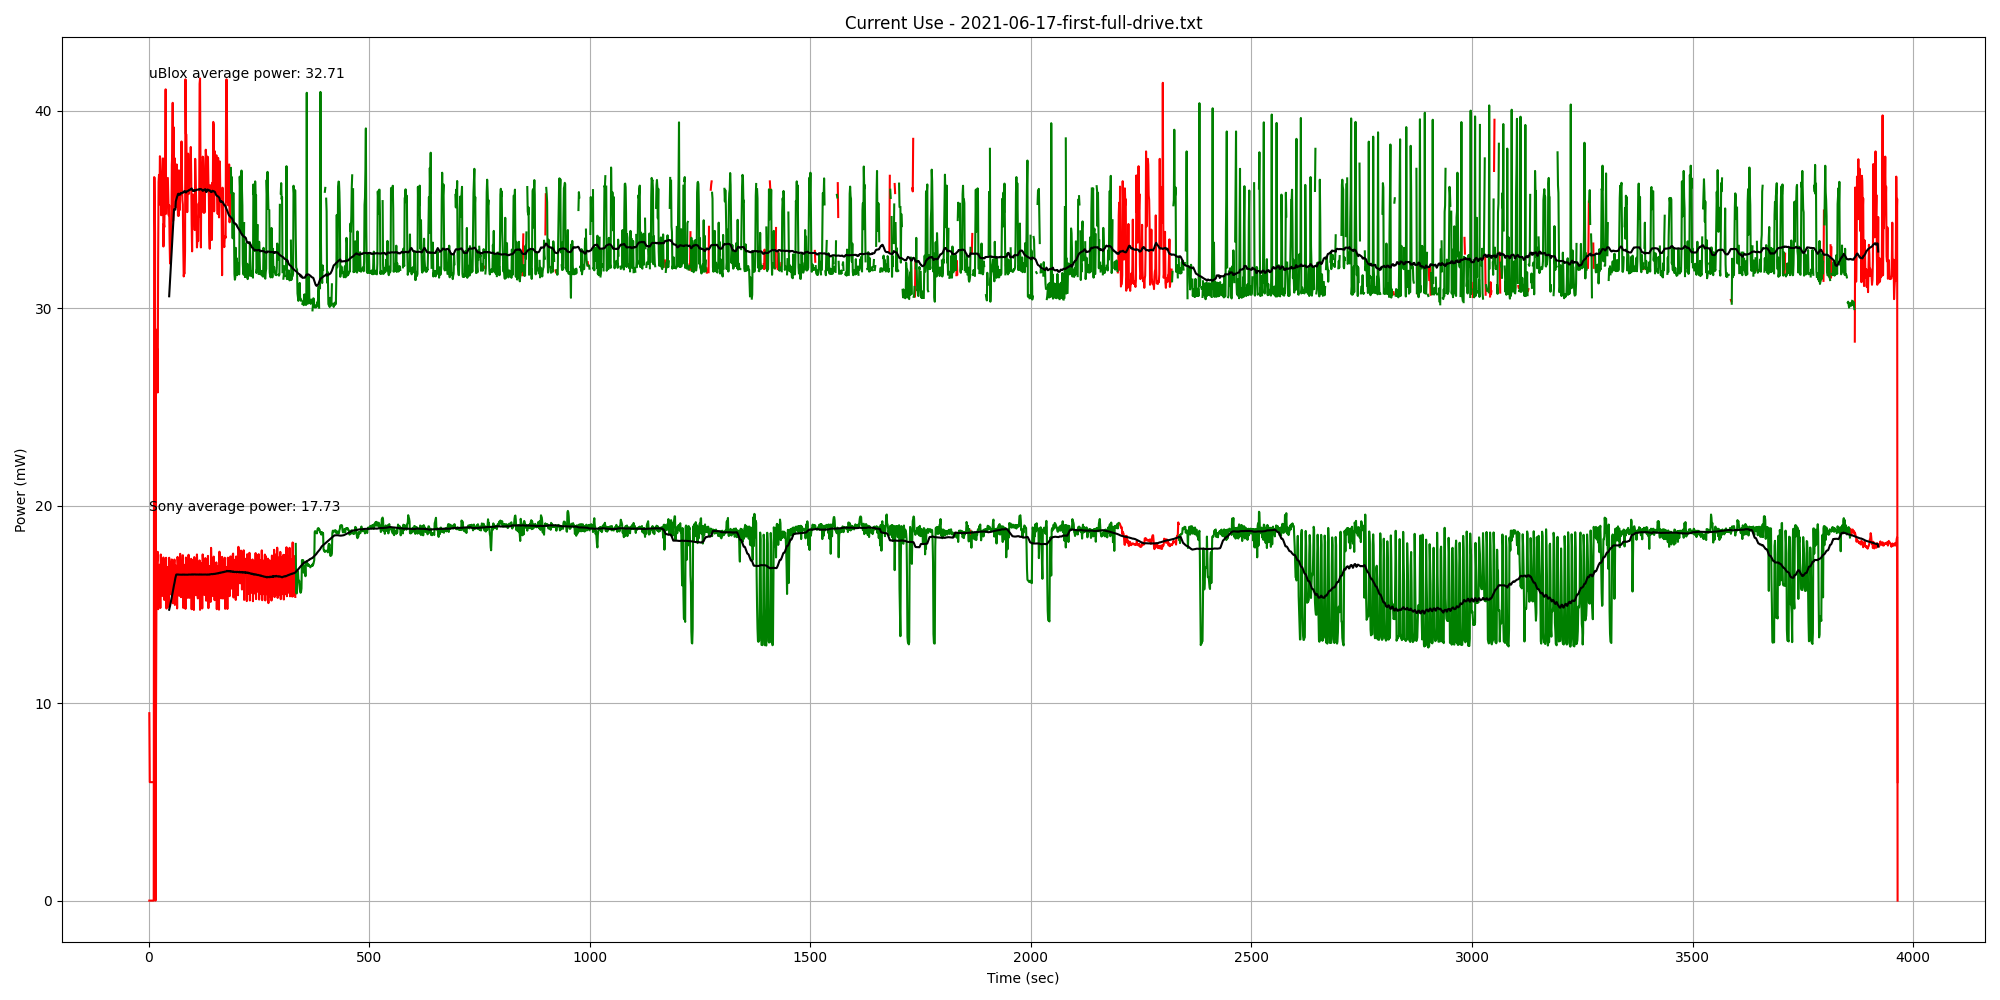 Current Use - 2021-06-17-first-full-drive.txt
uBlox average power: 32.71
40
30
Power (mW)
Sony average power: 17.73
20
10
0
0 500 1000 1500 2000 2500 3000 3500 4000
Time (sec)